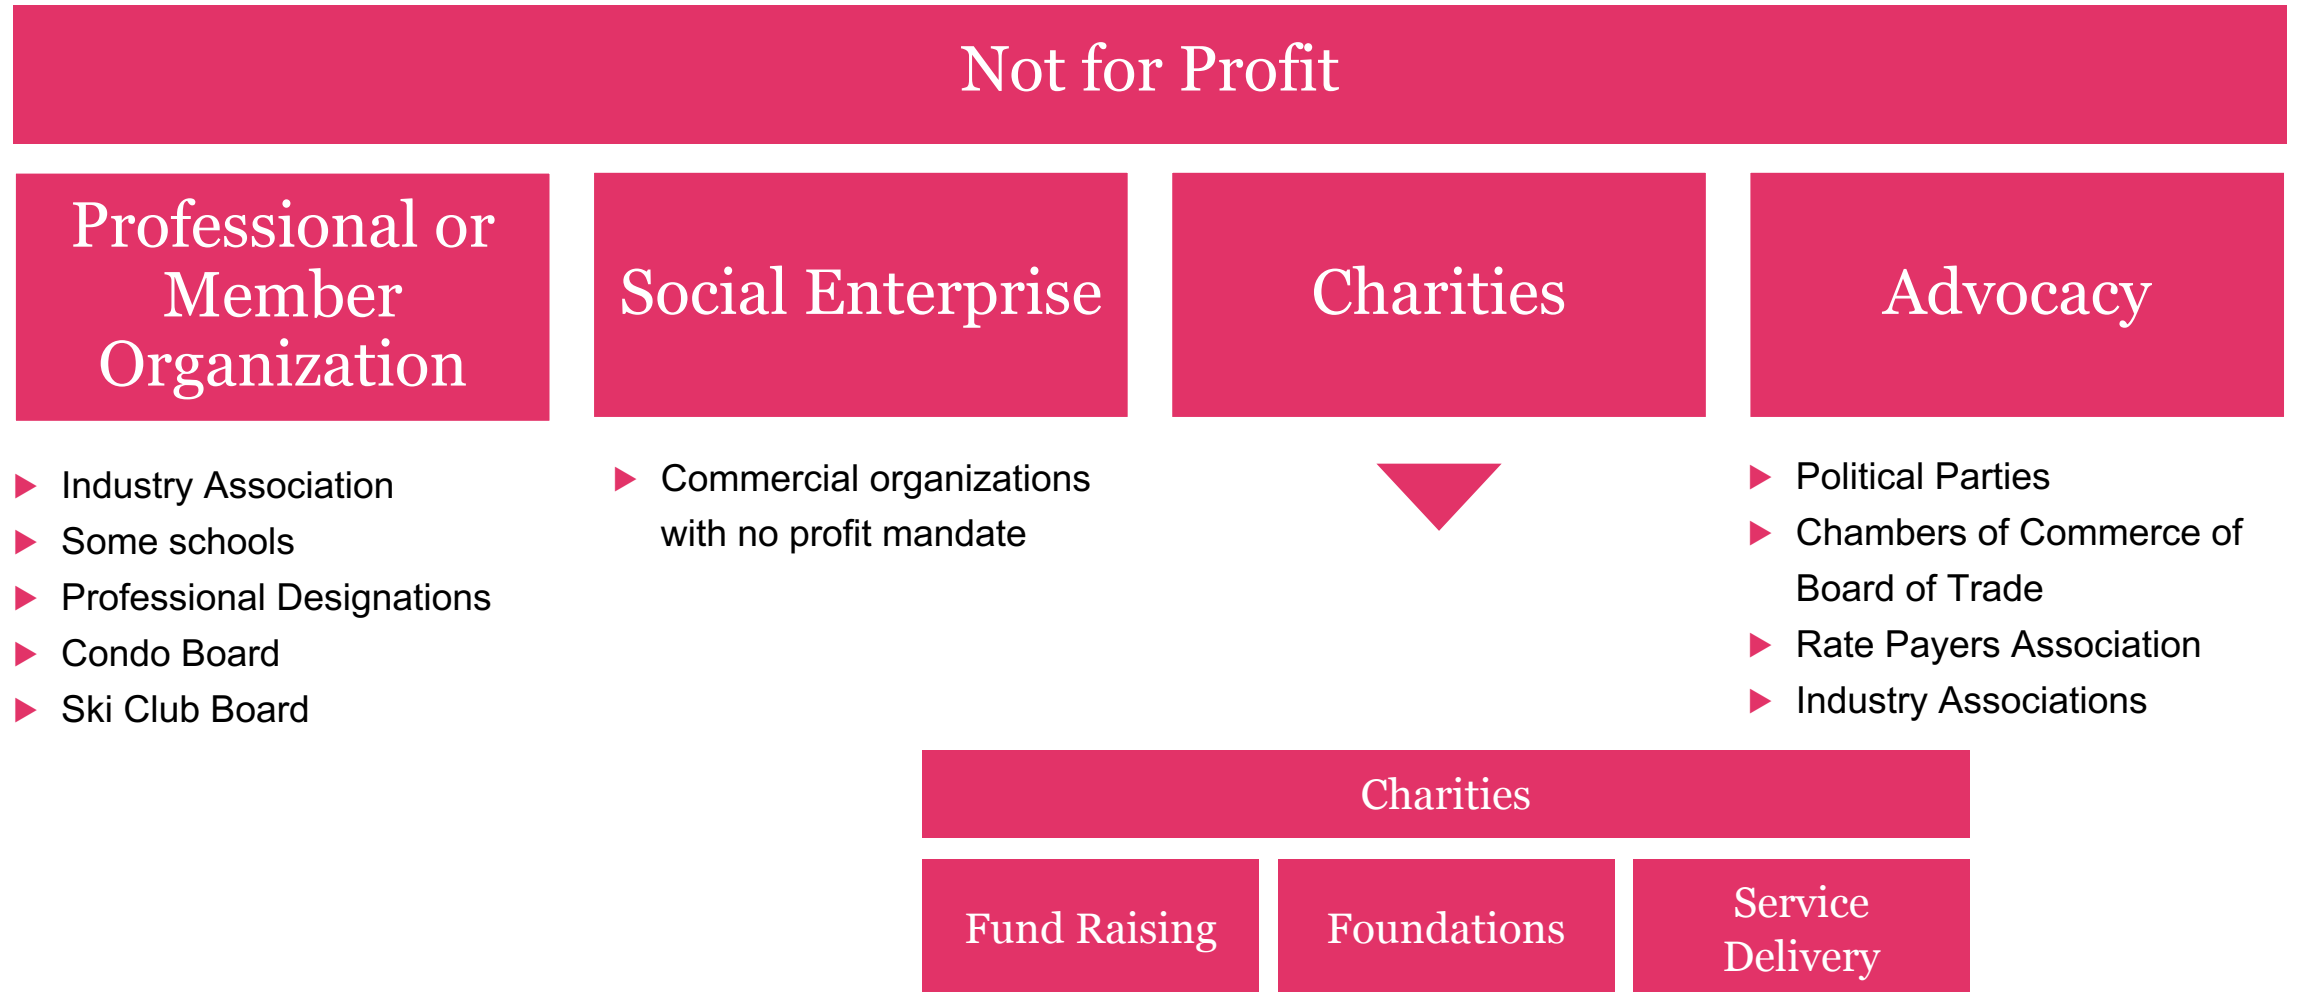 Not for Profit
Professional or
Member
Organization
Industry Association
Some schools
Professional Designations
Condo Board
Ski Club Board
Social Enterprise
Commercial organizations
with no profit mandate
Charities
Advocacy
Political Parties
Chambers of Commerce of
Board of Trade
Rate Payers Association
Industry Associations
Charities
Fund Raising
Foundations
Service
Delivery